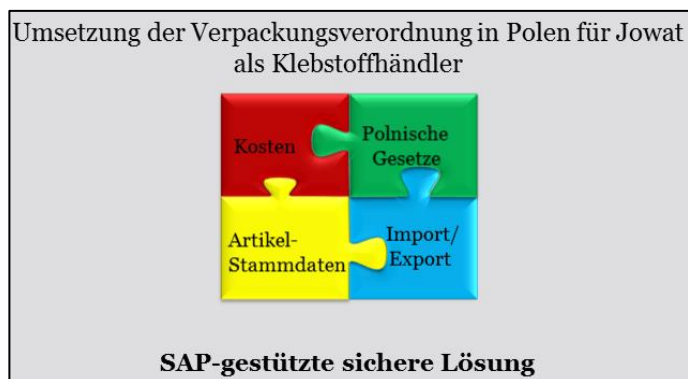 Umsetzung der Verpackungsverordnung in Polen für Jowat
als Klebstoffhändler
Kosten
Polnische
Gesetze
Artikel-
Stammdaten
Import/
Export
SAP-gestützte sichere Lösung